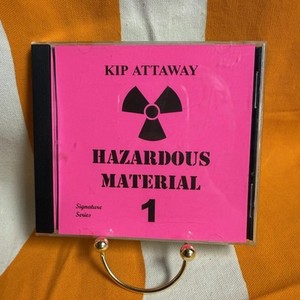 KIP ATTAWAY
HAZARDOUS
MATERIAL
Signature
Series
1